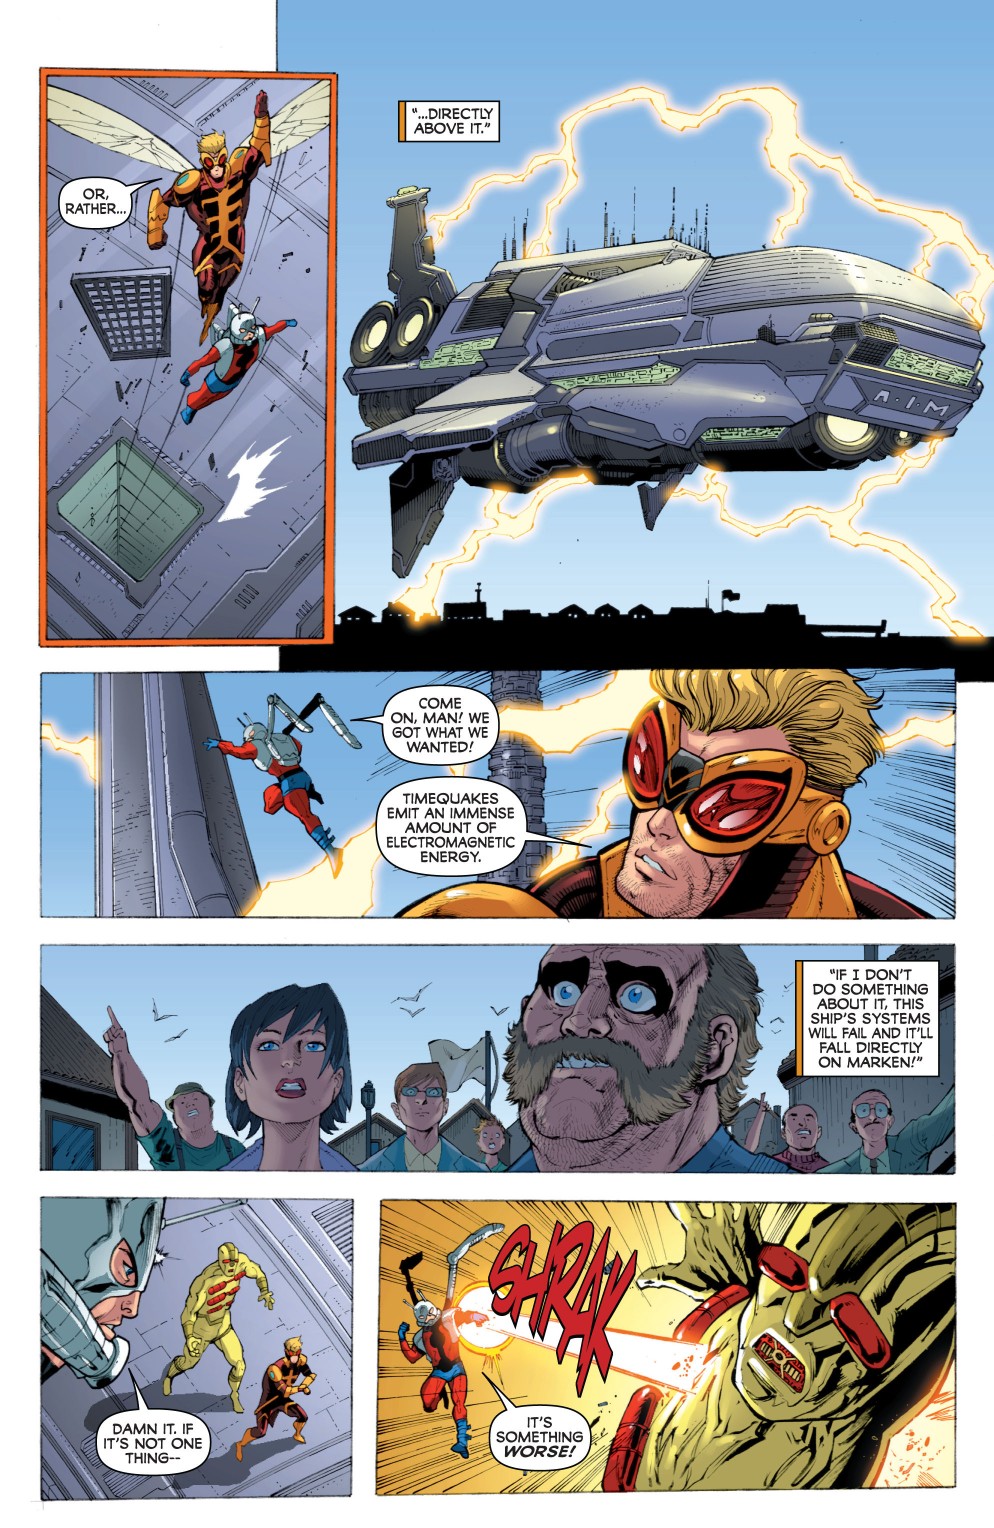 OR,
RATHER...
"...DIRECTLY
ABOVE IT."
A.I.M
COME
ON, MAN! WE
GOT WHAT WE
WANTED!
TIMEQUAKES
EMIT AN IMMENSE
AMOUNT OF
ELECTROMAGNETIC
ENERGY.
"IF I DON'T
DO SOMETHING
ABOUT IT, THIS
SHIP'S SYSTEMS
WILL FAIL AND IT'LL
FALL DIRECTLY
ON MARKEN!"
DAMN IT. IF
IT'S NOT ONE
THING--
SHRAK
IT'S
SOMETHING
WORSE!